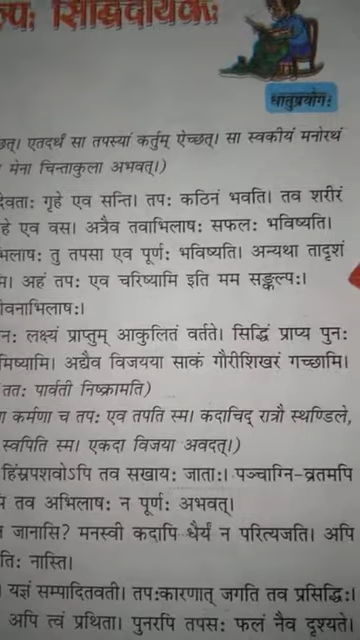 सिद्धिदायकः
धातुप्रयोगः
एतदर्थं सा तपस्यां कर्तुम् ऐच्छत्। सा स्वकीयं मनोरथं
मेना चिन्ताकुला अभवत्।)
गृहे एव सन्ति। तपः कठिनं भवति। तव शरीरं
एव वस। अत्रैव तवाभिलाषः सफलः भविष्यति।
तु तपसा एव पूर्णः भविष्यति। अन्यथा तादृशं
अहं तपः एव चरिष्यामि इति मम सङ्कल्पः।
लक्ष्यं प्राप्तुम् आकुलितं वर्तते। सिद्धिं प्राप्य पुनः
अद्यैव विजयया साकं गौरीशिखरं गच्छामि।
ततः पार्वती निष्क्रामति)
कर्मणा च तपः एव तपति स्म। कदाचिद् रात्रौ स्थण्डिले,
स्वपिति स्म। एकदा विजया अवदत्।)
हिंस्रपशवोऽपि तव सखायः जाताः। पञ्चाग्नि-व्रतमपि
तव अभिलाषः न पूर्णः अभवत्।
जानासि? मनस्वी कदापि धैर्यं न परित्यजति। अपि
नास्ति।
यज्ञं सम्पादितवती। तपःकारणात् जगति तव प्रसिद्धिः।
अपि त्वं प्रथिता। पुनरपि तपसः फलं नैव दृश्यते।